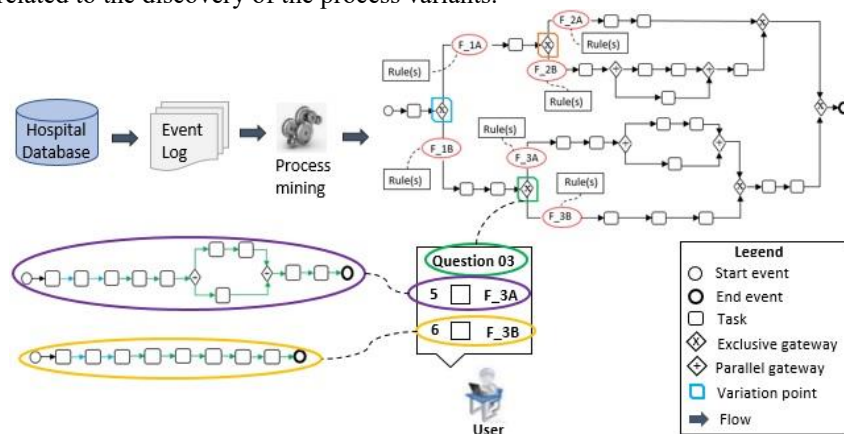 related to the discovery of the process variants.
F_2A
F_1A
Rule(s)
Rule(s)
F_2B
Rule(s)
Hospital
Database
Event
Log
Process
mining
Rule(s)
F_1B
F_3A
Rule(s)
Rule(s)
F_3B
Question 03
5 F_3A
6 F_3B
User
Legend
Start event
End event
Task
Exclusive gateway
Parallel gateway
Variation point
Flow